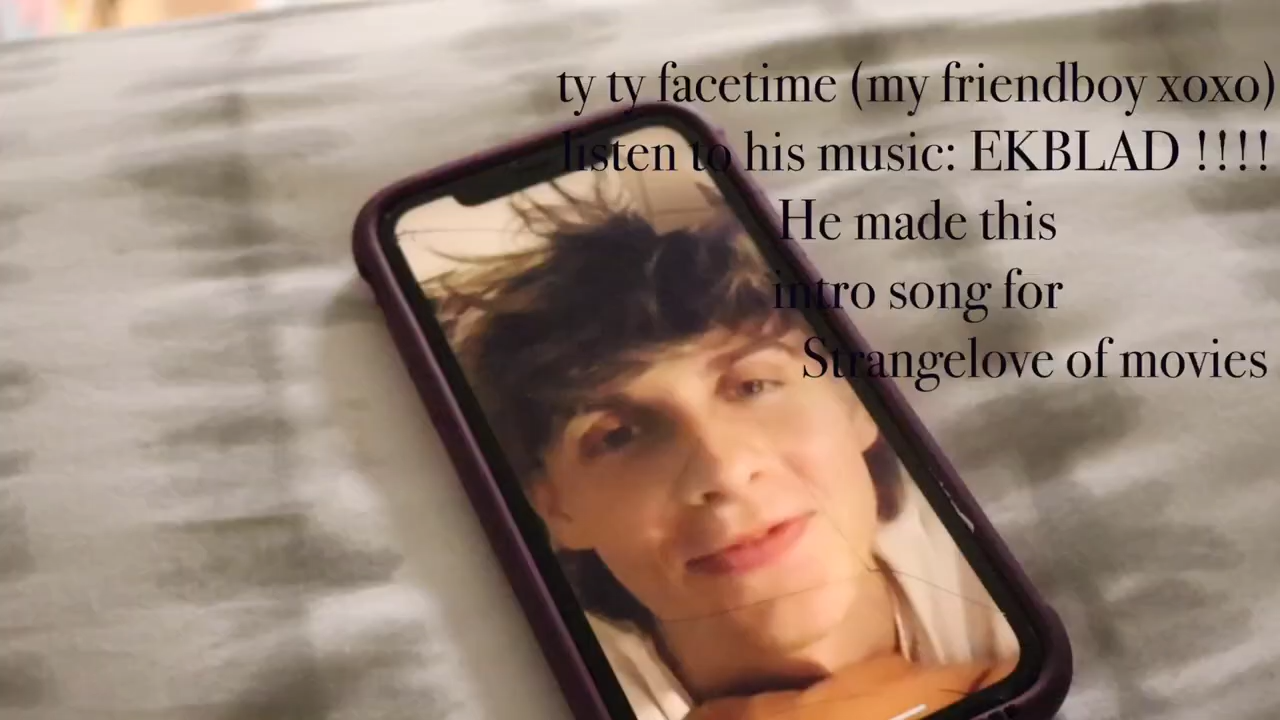 ty ty facetime (my friendboy xoxo)
listen to his music: EKBLAD !!!!
He made this
intro song for
Strangelove of movies